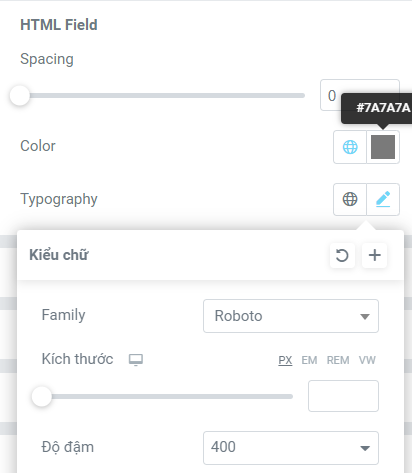 HTML Field
Spacing
0
#7A7A7A
Color
Typography
Kiểu chữ
Family
Roboto
Kích thước
PX EM REM VW
Độ đậm
400